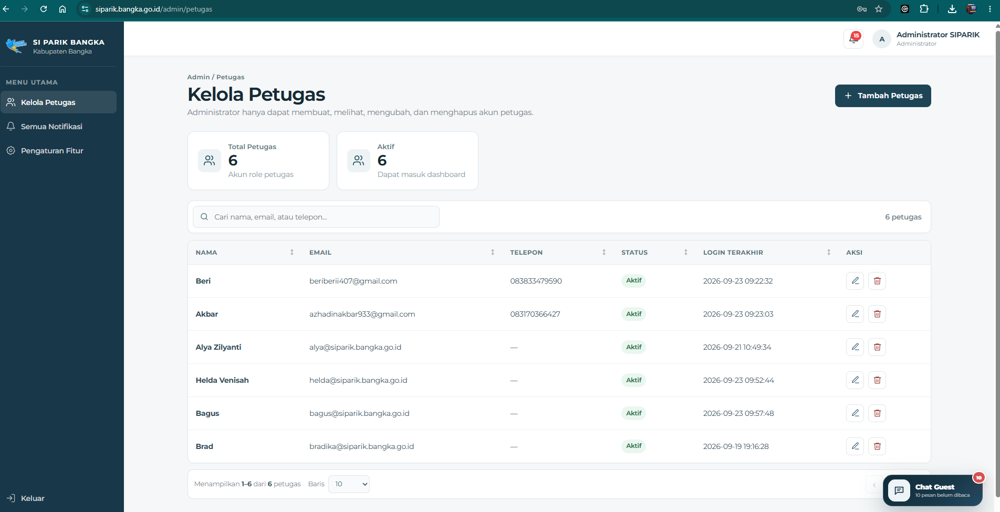 siparik.bangka.go.id/admin/petugas
SI PARIK BANGKA
Kabupaten Bangka
MENU UTAMA
Kelola Petugas
Semua Notifikasi
Pengaturan Fitur
Keluar
15
A
Administrator SIPARIK
Administrator
Admin / Petugas
Kelola Petugas
Administrator hanya dapat membuat, melihat, mengubah, dan menghapus akun petugas.
+ Tambah Petugas
Total Petugas
6
Akun role petugas
Aktif
6
Dapat masuk dashboard
Cari nama, email, atau telepon...
6 petugas
NAMA EMAIL TELEPON STATUS LOGIN TERAKHIR AKSI
Beri beriberii407@gmail.com 083833479590 Aktif 2026-09-23 09:22:32
Akbar azhadinakbar933@gmail.com 083170366427 Aktif 2026-09-23 09:23:03
Alya Zilyanti alya@siparik.bangka.go.id — Aktif 2026-09-21 10:49:34
Helda Venisah helda@siparik.bangka.go.id — Aktif 2026-09-23 09:52:44
Bagus bagus@siparik.bangka.go.id — Aktif 2026-09-23 09:57:48
Brad bradika@siparik.bangka.go.id — Aktif 2026-09-19 19:16:28
Menampilkan 1–6 dari 6 petugas Baris 10
10
Chat Guest
10 pesan belum dibaca